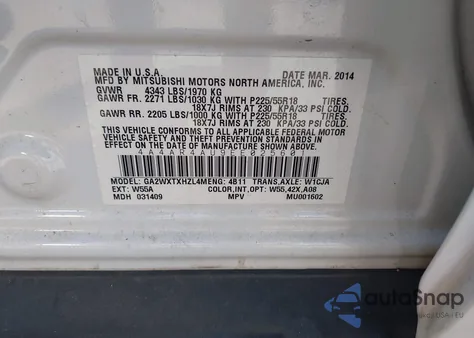 MADE IN U.S.A. DATE MAR. 2014
MFD BY MITSUBISHI MOTORS NORTH AMERICA, INC.
GVWR 4343 LBS/1970 KG
GAWR FR. 2271 LBS/1030 KG WITH P225/55R18 TIRES,
18X7J RIMS AT 230 KPA/33 PSI COLD.
GAWR RR. 2205 LBS/1000 KG WITH P225/55R18 TIRES,
18X7J RIMS AT 230 KPA/33 PSI COLD.
THIS VEHICLE CONFORMS TO ALL APPLICABLE FEDERAL MOTOR
VEHICLE SAFETY AND THEFT PREVENTION STANDARDS
IN EFFECT ON THE DATE OF MANUFACTURE SHOWN ABOVE.
4A4AR4AU9EE025601
MODEL: GA2WXTXHZL4M ENG: 4B11 TRANS,AXLE: W1CJA
EXT: W55A COLOR,INT,OPT: W55,42X,A08
MDH 031409 MPV MU001602
autoSnap